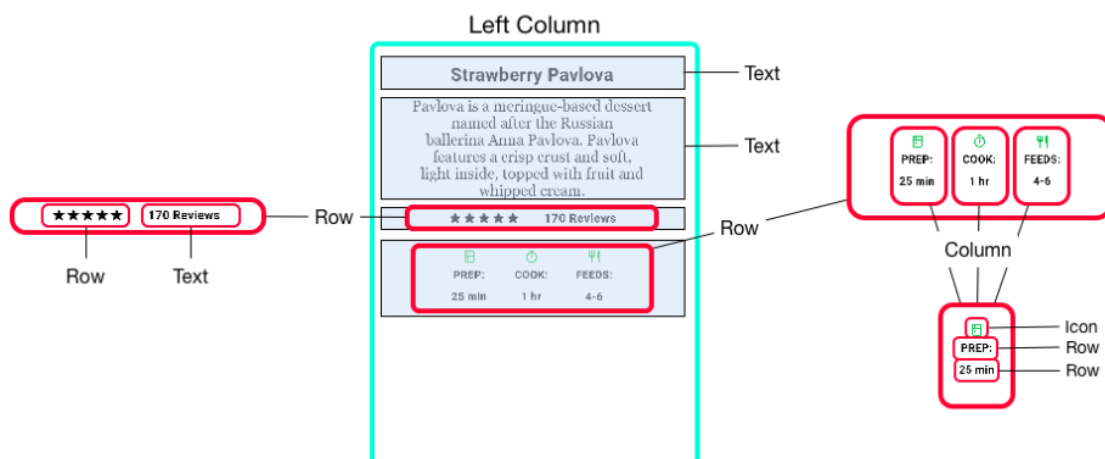 Left Column
Strawberry Pavlova
Text
Pavlova is a meringue-based dessert
named after the Russian
ballerina Anna Pavlova. Pavlova
features a crisp crust and soft,
light inside, topped with fruit and
whipped cream.
Text
★★★★★ 170 Reviews
Row
Row
Text
★★★★★ 170 Reviews
Row
PREP: COOK: FEEDS:
25 min 1 hr 4-6
PREP: COOK: FEEDS:
25 min 1 hr 4-6
Column
Icon
PREP:
Row
25 min
Row